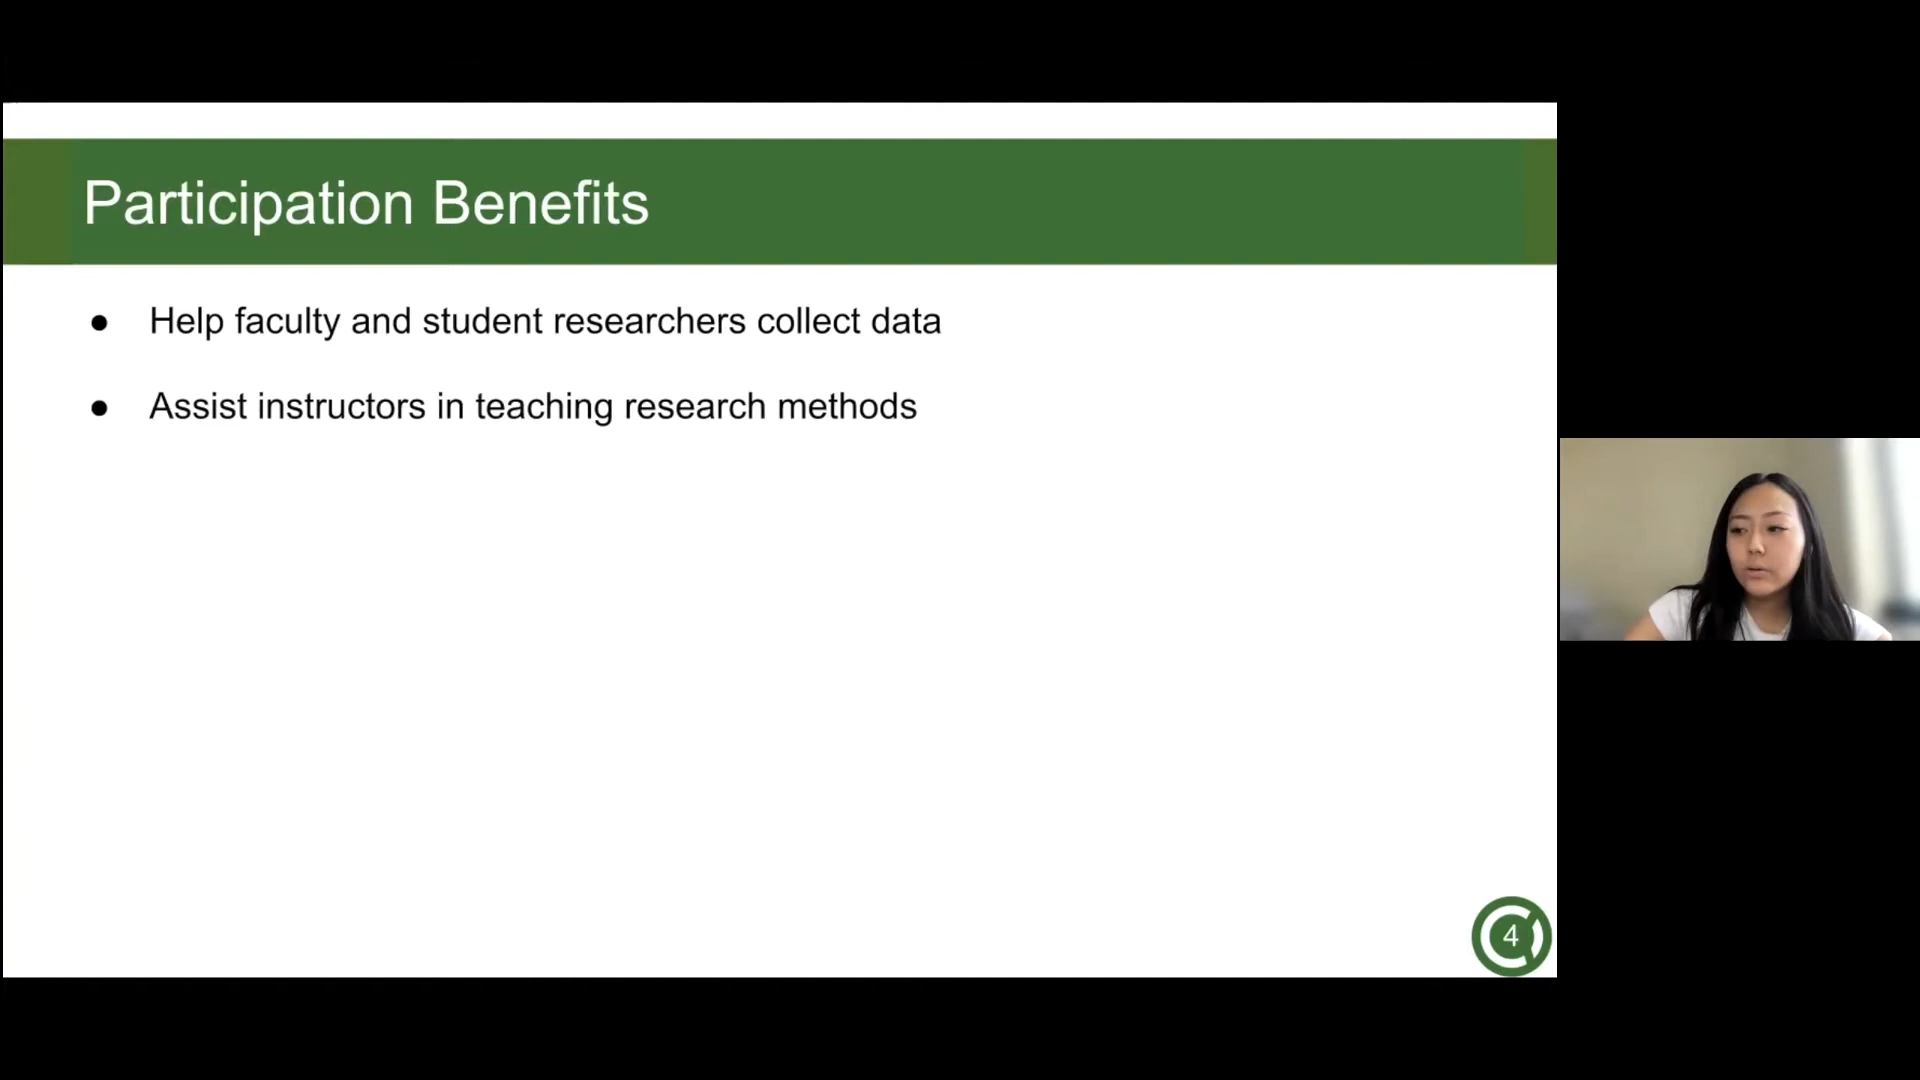 Participation Benefits
● Help faculty and student researchers collect data
● Assist instructors in teaching research methods
4